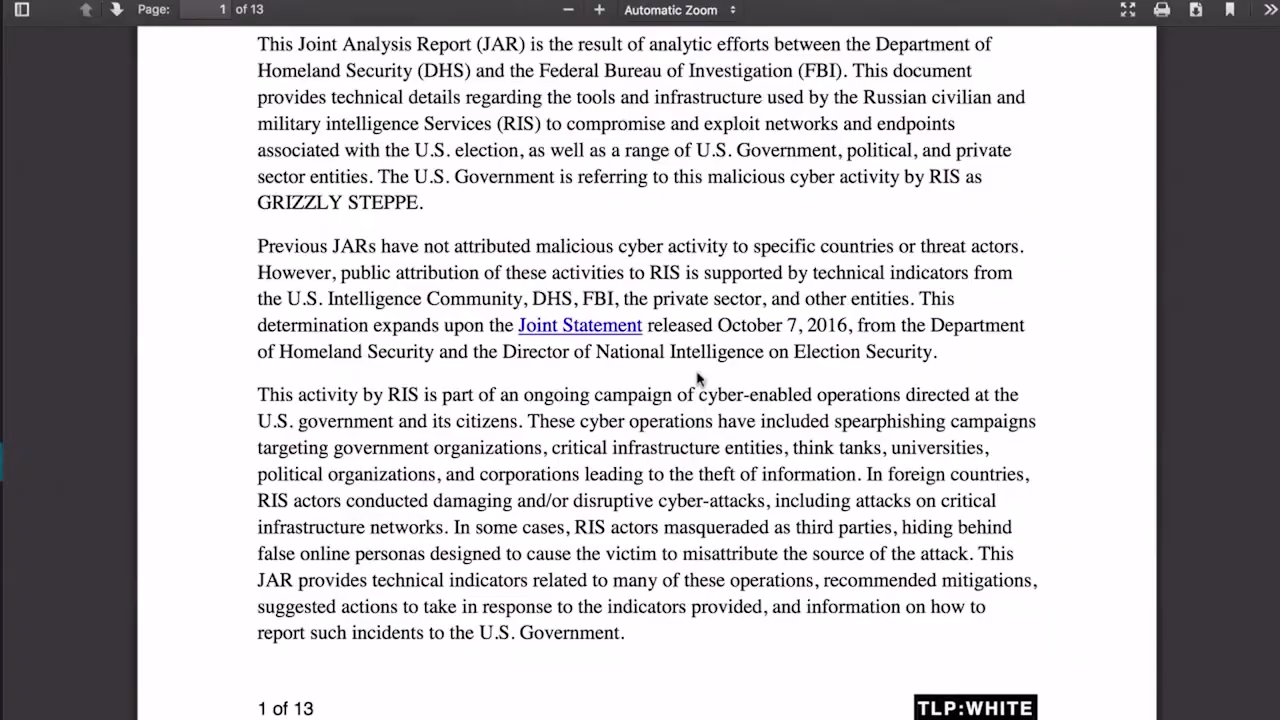 Page: 1 of 13 Automatic Zoom
This Joint Analysis Report (JAR) is the result of analytic efforts between the Department of
Homeland Security (DHS) and the Federal Bureau of Investigation (FBI). This document
provides technical details regarding the tools and infrastructure used by the Russian civilian and
military intelligence Services (RIS) to compromise and exploit networks and endpoints
associated with the U.S. election, as well as a range of U.S. Government, political, and private
sector entities. The U.S. Government is referring to this malicious cyber activity by RIS as
GRIZZLY STEPPE.
Previous JARs have not attributed malicious cyber activity to specific countries or threat actors.
However, public attribution of these activities to RIS is supported by technical indicators from
the U.S. Intelligence Community, DHS, FBI, the private sector, and other entities. This
determination expands upon the Joint Statement released October 7, 2016, from the Department
of Homeland Security and the Director of National Intelligence on Election Security.
This activity by RIS is part of an ongoing campaign of cyber-enabled operations directed at the
U.S. government and its citizens. These cyber operations have included spearphishing campaigns
targeting government organizations, critical infrastructure entities, think tanks, universities,
political organizations, and corporations leading to the theft of information. In foreign countries,
RIS actors conducted damaging and/or disruptive cyber-attacks, including attacks on critical
infrastructure networks. In some cases, RIS actors masqueraded as third parties, hiding behind
false online personas designed to cause the victim to misattribute the source of the attack. This
JAR provides technical indicators related to many of these operations, recommended mitigations,
suggested actions to take in response to the indicators provided, and information on how to
report such incidents to the U.S. Government.
1 of 13 TLP:WHITE